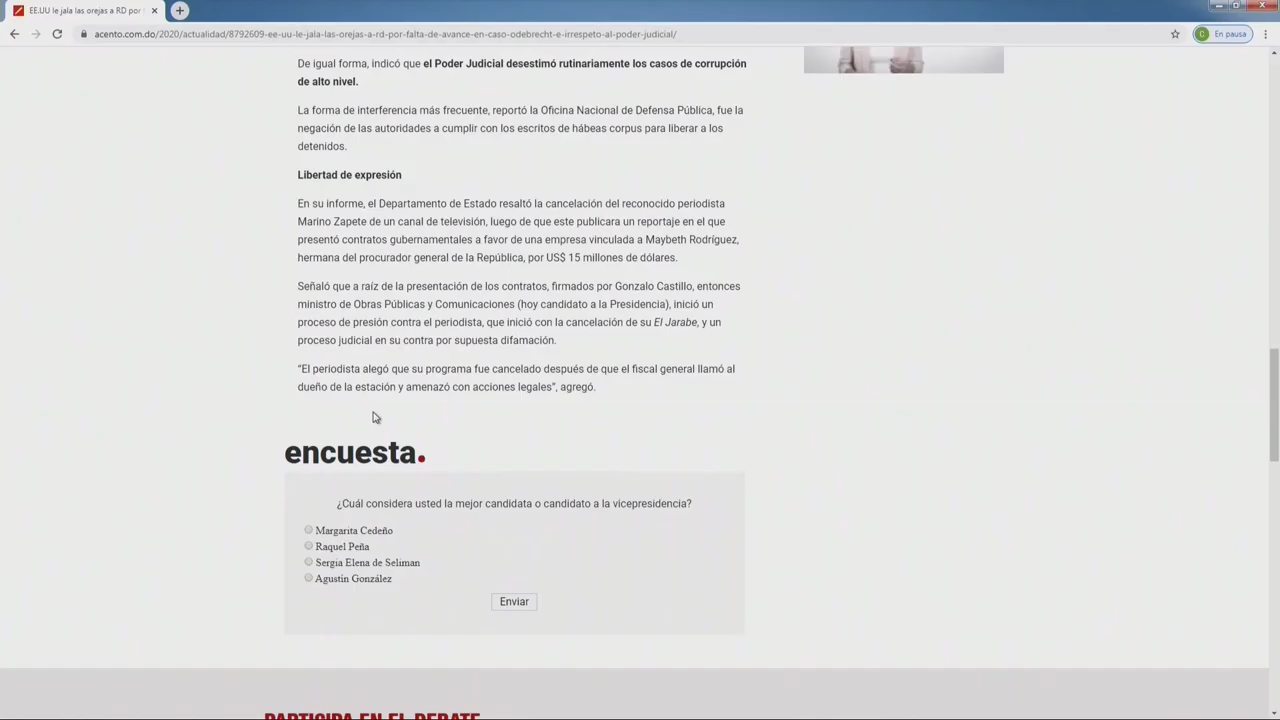 EE.UU le jala las orejas a RD por
acento.com.do/2020/actualidad/8792609-ee-uu-le-jala-las-orejas-a-rd-por-falta-de-avance-en-caso-odebrecht-e-irrespeto-al-poder-judicial/
C
En pausa
De igual forma, indicó que el Poder Judicial desestimó rutinariamente los casos de corrupción
de alto nivel.
La forma de interferencia más frecuente, reportó la Oficina Nacional de Defensa Pública, fue la
negación de las autoridades a cumplir con los escritos de hábeas corpus para liberar a los
detenidos.
Libertad de expresión
En su informe, el Departamento de Estado resaltó la cancelación del reconocido periodista
Marino Zapete de un canal de televisión, luego de que este publicara un reportaje en el que
presentó contratos gubernamentales a favor de una empresa vinculada a Maybeth Rodríguez,
hermana del procurador general de la República, por US$ 15 millones de dólares.
Señaló que a raíz de la presentación de los contratos, firmados por Gonzalo Castillo, entonces
ministro de Obras Públicas y Comunicaciones (hoy candidato a la Presidencia), inició un
proceso de presión contra el periodista, que inició con la cancelación de su El Jarabe, y un
proceso judicial en su contra por supuesta difamación.
“El periodista alegó que su programa fue cancelado después de que el fiscal general llamó al
dueño de la estación y amenazó con acciones legales”, agregó.
encuesta.
¿Cuál considera usted la mejor candidata o candidato a la vicepresidencia?
Margarita Cedeño
Raquel Peña
Sergia Elena de Seliman
Agustín González
Enviar
PARTICIPA EN EL DEBATE